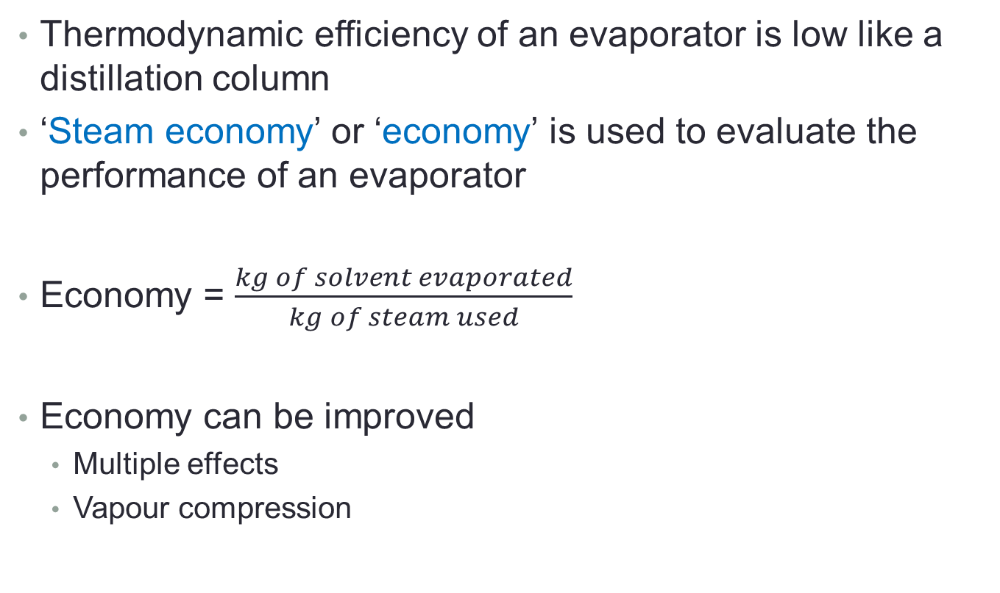 • Thermodynamic efficiency of an evaporator is low like a
distillation column
• ‘Steam economy’ or ‘economy’ is used to evaluate the
performance of an evaporator
• Economy = kg of solvent evaporated / kg of steam used
• Economy can be improved
• Multiple effects
• Vapour compression